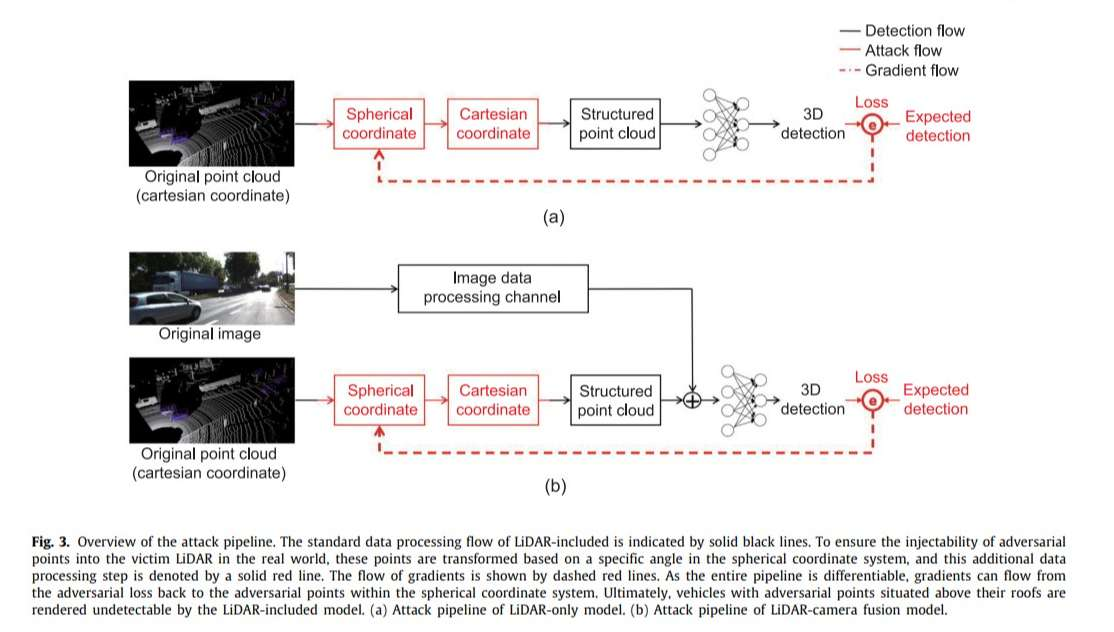 Detection flow
Attack flow
Gradient flow
Original point cloud
(cartesian coordinate)
Spherical
coordinate
Cartesian
coordinate
Structured
point cloud
3D
detection
Loss
e
Expected
detection
(a)
Original image
Image data
processing channel
Original point cloud
(cartesian coordinate)
Spherical
coordinate
Cartesian
coordinate
Structured
point cloud
3D
detection
Loss
e
Expected
detection
(b)
Fig. 3. Overview of the attack pipeline. The standard data processing flow of LiDAR-included is indicated by solid black lines. To ensure the injectability of adversarial
points into the victim LiDAR in the real world, these points are transformed based on a specific angle in the spherical coordinate system, and this additional data
processing step is denoted by a solid red line. The flow of gradients is shown by dashed red lines. As the entire pipeline is differentiable, gradients can flow from
the adversarial loss back to the adversarial points within the spherical coordinate system. Ultimately, vehicles with adversarial points situated above their roofs are
rendered undetectable by the LiDAR-included model. (a) Attack pipeline of LiDAR-only model. (b) Attack pipeline of LiDAR-camera fusion model.